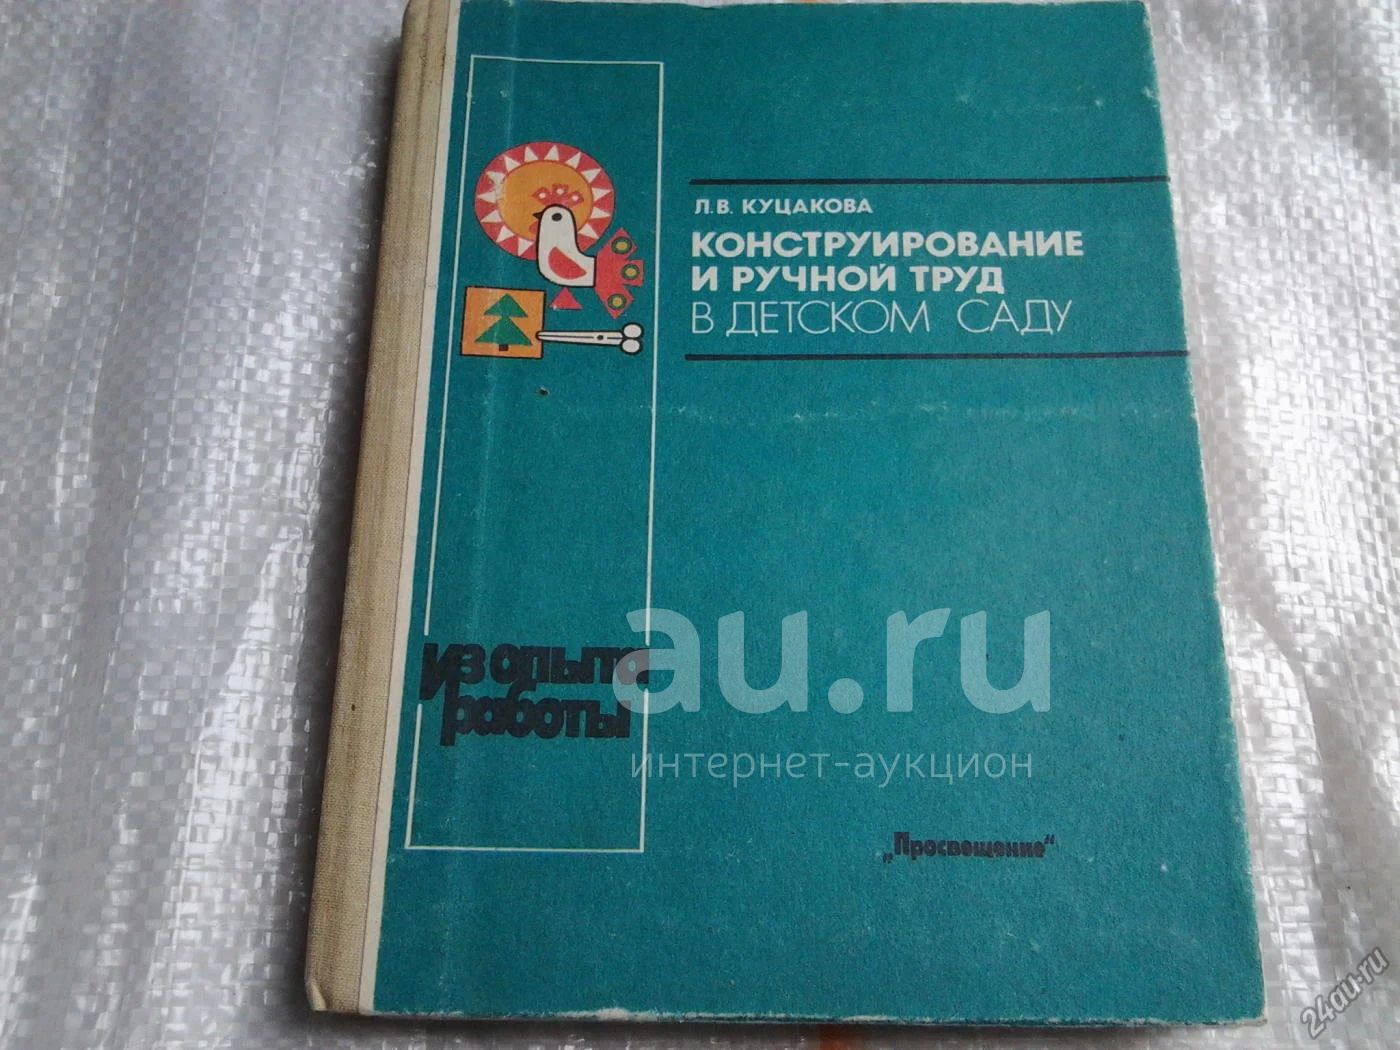 Л.В. КУЦАКОВА
КОНСТРУИРОВАНИЕ
И РУЧНОЙ ТРУД
В ДЕТСКОМ САДУ
из опыта
работы
au.ru
интернет-аукцион
„Просвещение“
24au.ru